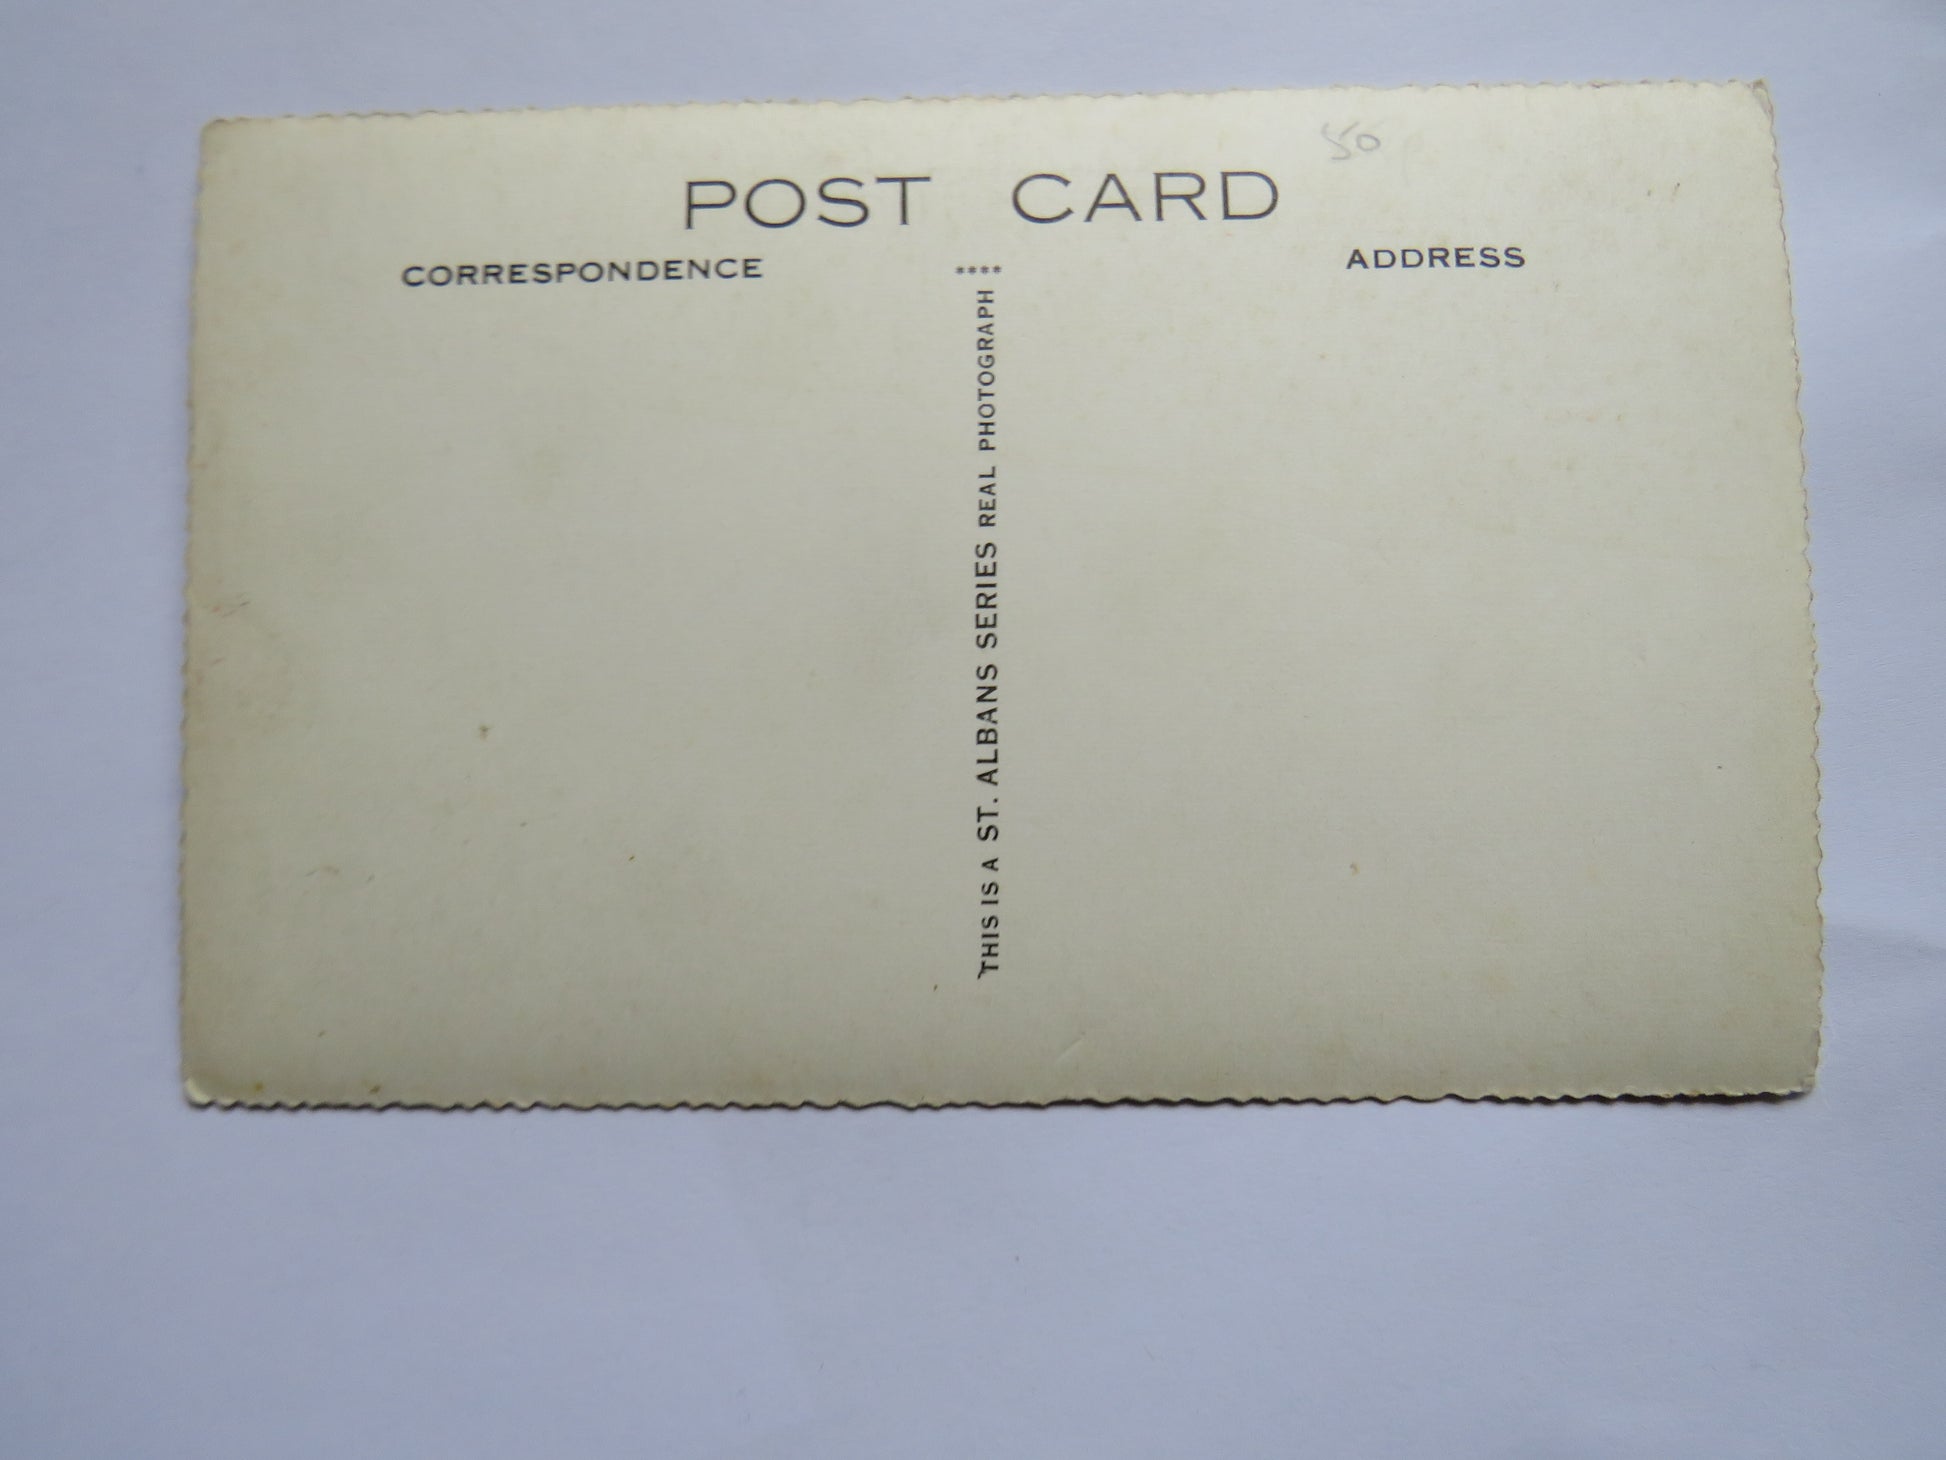 50
POST CARD
CORRESPONDENCE
ADDRESS
****
THIS IS A ST. ALBANS SERIES REAL PHOTOGRAPH